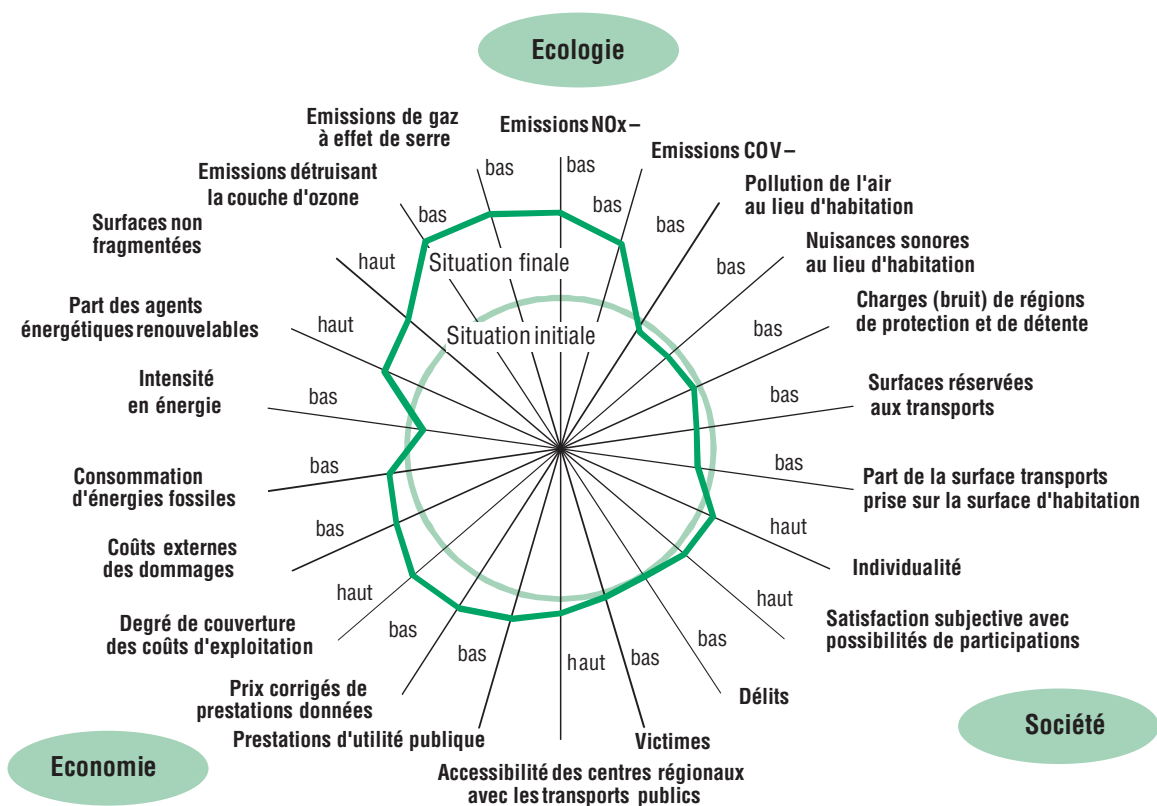 Ecologie
Emissions de gaz
à effet de serre
bas
Emissions NOx –
bas
Emissions COV –
bas
Pollution de l'air
au lieu d'habitation
bas
Nuisances sonores
au lieu d'habitation
bas
Charges (bruit) de régions
de protection et de détente
bas
Surfaces réservées
aux transports
bas
Part de la surface transports
prise sur la surface d'habitation
bas
Individualité
haut
Satisfaction subjective avec
possibilités de participations
haut
Délits
bas
Victimes
bas
Accessibilité des centres régionaux
avec les transports publics
haut
Prestations d'utilité publique
bas
Prix corrigés de
prestations données
bas
Degré de couverture
des coûts d'exploitation
haut
Coûts externes
des dommages
bas
Consommation
d'énergies fossiles
bas
Intensité
en énergie
bas
Part des agents
énergétiques renouvelables
haut
Surfaces non
fragmentées
haut
Emissions détruisant
la couche d'ozone
bas
Situation finale
Situation initiale
Economie
Société